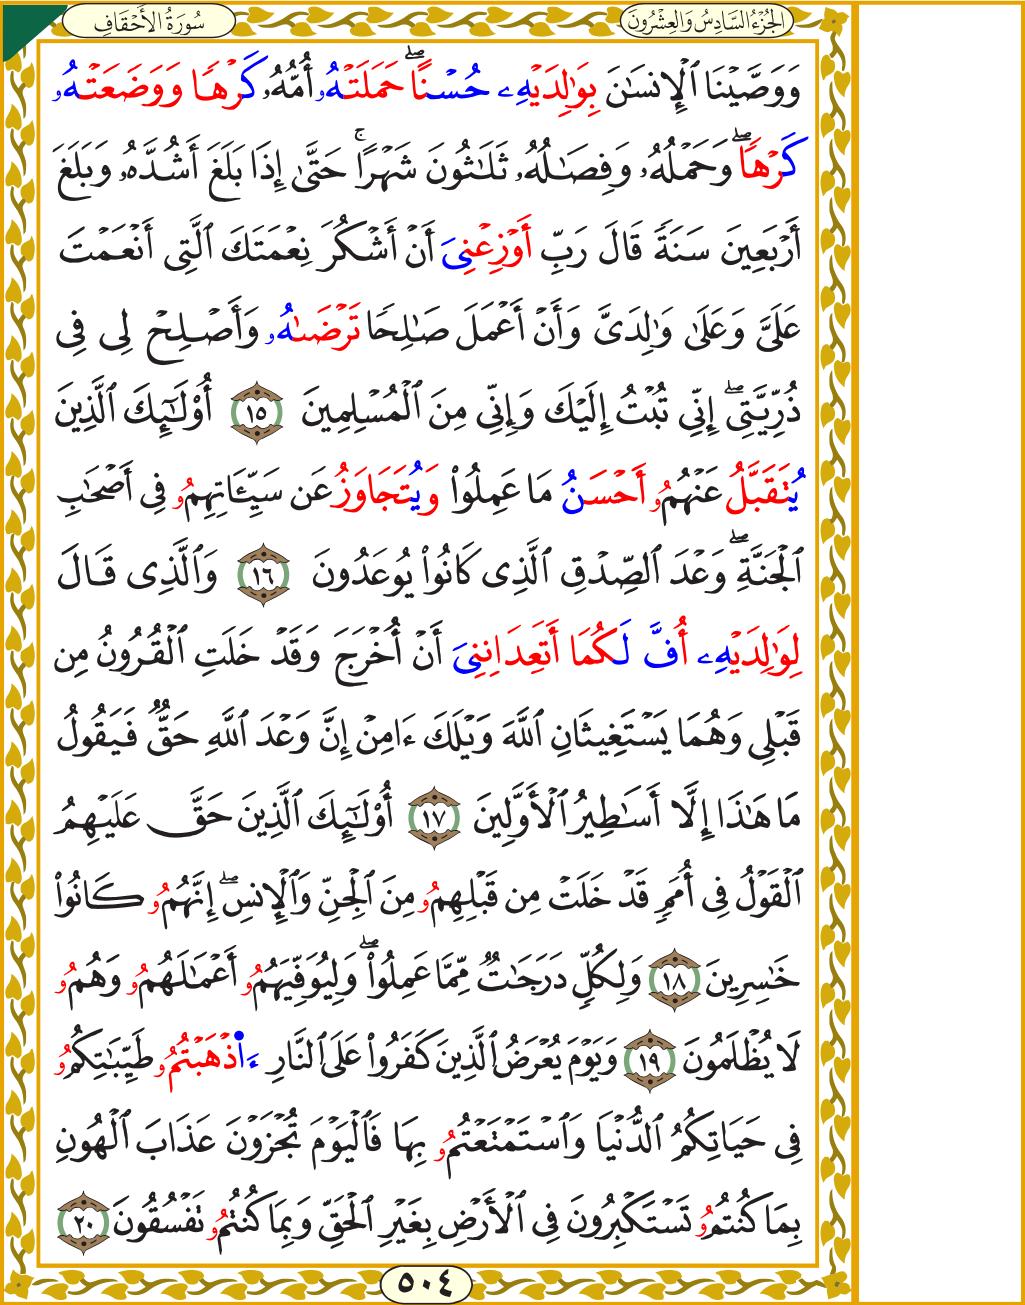 الجُزْءُ السَّادِسُ وَالعِشْرُونَ
سُورَةُ الأَحْقَافِ
وَوَصَّيْنَا ٱلْإِنسَٰنَ بِوَٰلِدَيْهِۦ حُسْنًاۖ حَمَلَتْهُۥ أُمُّهُۥ كَرْهًا وَوَضَعَتْهُۥ
كَرْهًاۖ وَحَمْلُهُۥ وَفِصَٰلُهُۥ ثَلَٰثُونَ شَهْرًاۚ حَتَّىٰ إِذَا بَلَغَ أَشُدَّهُۥ وَبَلَغَ
أَرْبَعِينَ سَنَةً قَالَ رَبِّ أَوْزِعْنِىَ أَنْ أَشْكُرَ نِعْمَتَكَ ٱلَّتِى أَنْعَمْتَ
عَلَىَّ وَعَلَىٰ وَٰلِدَىَّ وَأَنْ أَعْمَلَ صَٰلِحًا تَرْضَىٰهُۥ وَأَصْلِحْ لِى فِى
ذُرِّيَّتِىۖ إِنِّى تُبْتُ إِلَيْكَ وَإِنِّى مِنَ ٱلْمُسْلِمِينَ ١٥ أُو۟لَٰٓئِكَ ٱلَّذِينَ
يُتَقَبَّلُ عَنْهُمُۥ أَحْسَنُ مَا عَمِلُوا۟ وَيُتَجَاوَزُ عَن سَيِّـَٔاتِهِمُۥ فِى أَصْحَٰبِ
ٱلْجَنَّةِۖ وَعْدَ ٱلصِّدْقِ ٱلَّذِى كَانُوا۟ يُوعَدُونَ ١٦ وَٱلَّذِى قَالَ
لِوَٰلِدَيْهِۦ أُفَّ لَكُمَا أَتَعِدَانِنِىَ أَنْ أُخْرَجَ وَقَدْ خَلَتِ ٱلْقُرُونُ مِن
قَبْلِى وَهُمَا يَسْتَغِيثَانِ ٱللَّهَ وَيْلَكَ ءَامِنْ إِنَّ وَعْدَ ٱللَّهِ حَقٌّ فَيَقُولُ
مَا هَٰذَا إِلَّا أَسَٰطِيرُ ٱلْأَوَّلِينَ ١٧ أُو۟لَٰٓئِكَ ٱلَّذِينَ حَقَّ عَلَيْهِمُ
ٱلْقَوْلُ فِى أُمَمٍ قَدْ خَلَتْ مِن قَبْلِهِمُۥ مِنَ ٱلْجِنِّ وَٱلْإِنسِۖ إِنَّهُمُۥ كَانُوا۟
خَٰسِرِينَ ١٨ وَلِكُلٍّ دَرَجَٰتٌ مِّمَّا عَمِلُوا۟ۖ وَلِيُوَفِّيَهُمُۥ أَعْمَٰلَهُمُۥ وَهُمُۥ
لَا يُظْلَمُونَ ١٩ وَيَوْمَ يُعْرَضُ ٱلَّذِينَ كَفَرُوا۟ عَلَى ٱلنَّارِ ءَا۬ذْهَبْتُمُۥ طَيِّبَٰتِكُمُۥ
فِى حَيَاتِكُمُ ٱلدُّنْيَا وَٱسْتَمْتَعْتُمُۥ بِهَا فَٱلْيَوْمَ تُجْزَوْنَ عَذَابَ ٱلْهُونِ
بِمَا كُنتُمُۥ تَسْتَكْبِرُونَ فِى ٱلْأَرْضِ بِغَيْرِ ٱلْحَقِّ وَبِمَا كُنتُمُۥ تَفْسُقُونَ ٢٠
٥٠٤